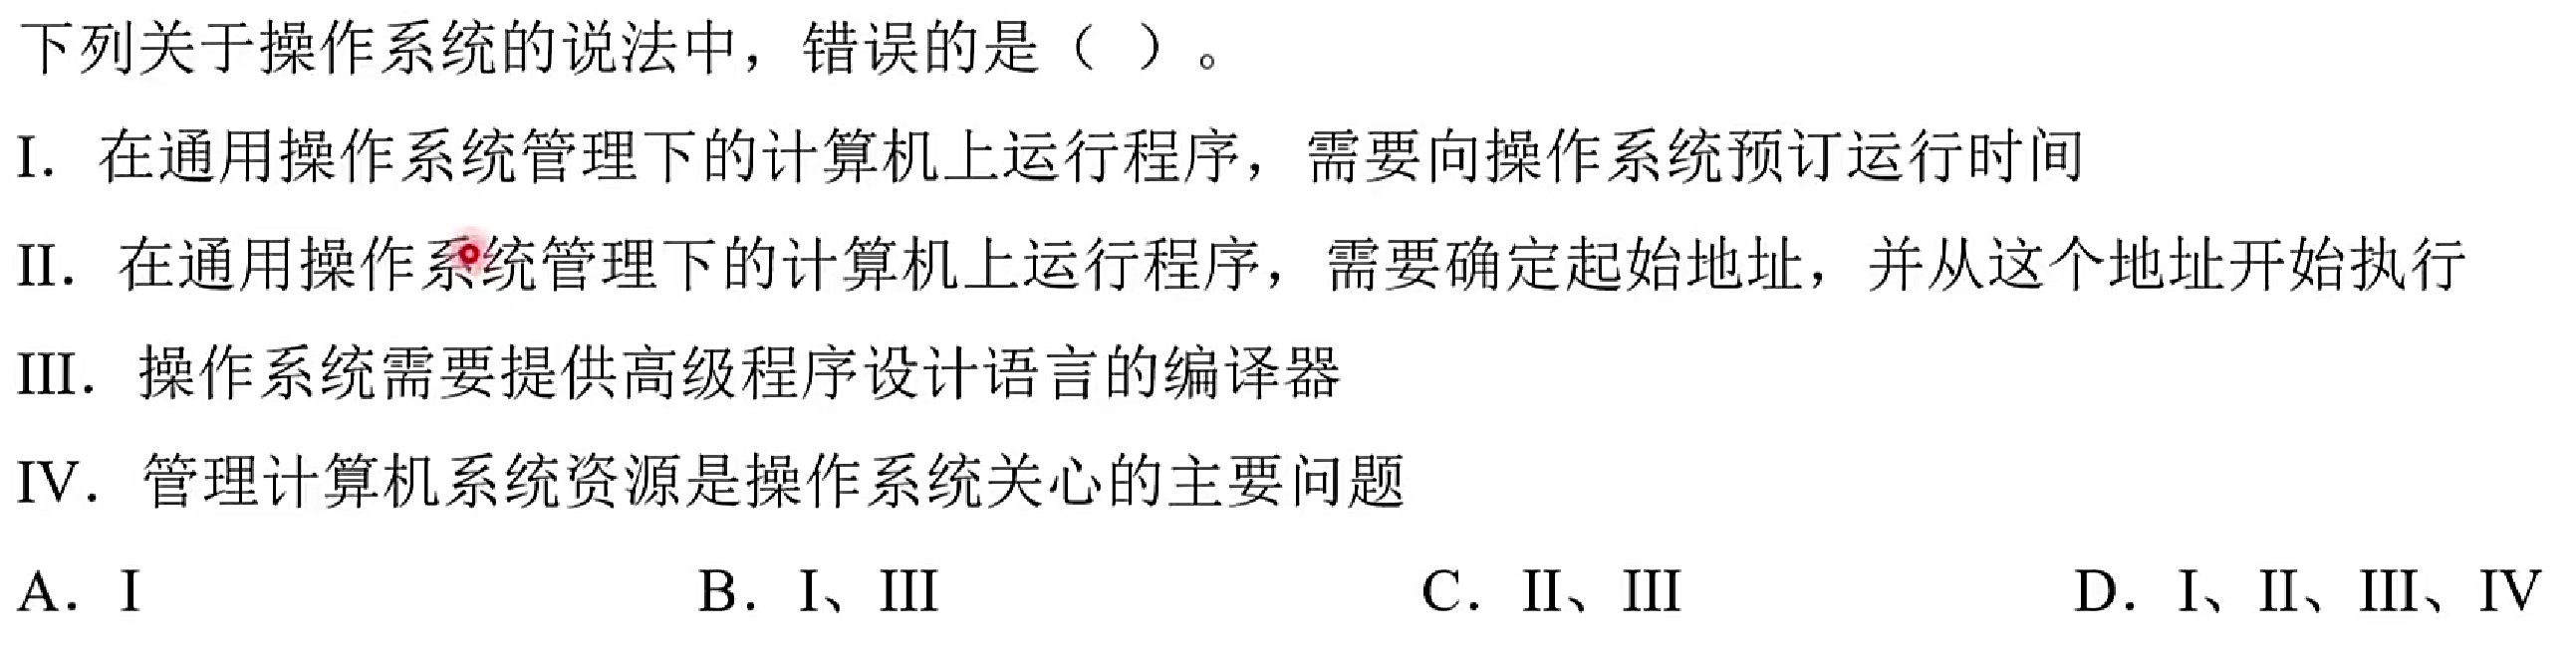 下列关于操作系统的说法中，错误的是（ ）。
I. 在通用操作系统管理下的计算机上运行程序，需要向操作系统预订运行时间
II. 在通用操作系统管理下的计算机上运行程序，需要确定起始地址，并从这个地址开始执行
III. 操作系统需要提供高级程序设计语言的编译器
IV. 管理计算机系统资源是操作系统关心的主要问题
A. I B. I、III C. II、III D. I、II、III、IV